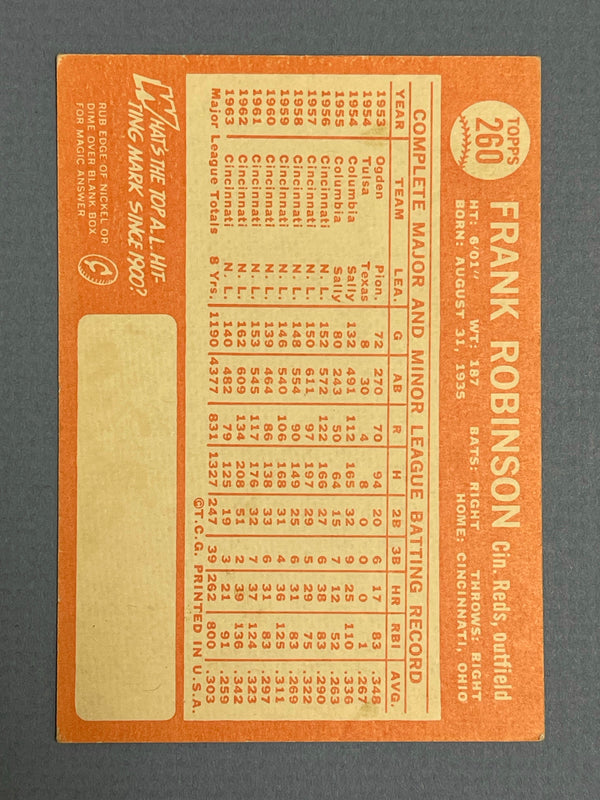 TOPPS
260
FRANK ROBINSON Cin. Reds, outfield
HT: 6'01" WT: 187 BATS: RIGHT THROWS: RIGHT
BORN: AUGUST 31, 1935 HOME: CINCINNATI, OHIO
COMPLETE MAJOR AND MINOR LEAGUE BATTING RECORD
YEAR TEAM LEA. G AB R H 2B 3B HR RBI AVG.
1953 Ogden Pion. 72 270 70 94 20 6 17 83 .348
1954 Tulsa Texas 8 30 4 8 0 0 0 1 .267
1954 Columbia Sally 132 491 112 165 32 9 25 110 .336
1955 Columbia Sally 80 243 50 64 15 7 12 52 .263
1956 Cincinnati N. L. 152 572 122 166 27 6 38 83 .290
1957 Cincinnati N. L. 150 611 97 197 29 5 29 75 .322
1958 Cincinnati N. L. 148 554 90 149 25 6 31 83 .269
1959 Cincinnati N. L. 146 540 106 168 31 4 36 125 .311
1960 Cincinnati N. L. 139 464 86 138 33 6 31 83 .297
1961 Cincinnati N. L. 153 545 117 176 32 7 37 124 .323
1962 Cincinnati N. L. 162 609 134 208 51 2 39 136 .342
1963 Cincinnati N. L. 140 482 79 125 19 3 21 91 .259
Major League Totals 8 Yrs. 1190 4377 831 1327 247 39 262 800 .303
©T.C.G. PRINTED IN U.S.A.
WHAT'S THE TOP A.L. HIT-
TING MARK SINCE 1900?
RUB EDGE OF NICKEL OR
DIME OVER BLANK BOX
FOR MAGIC ANSWER